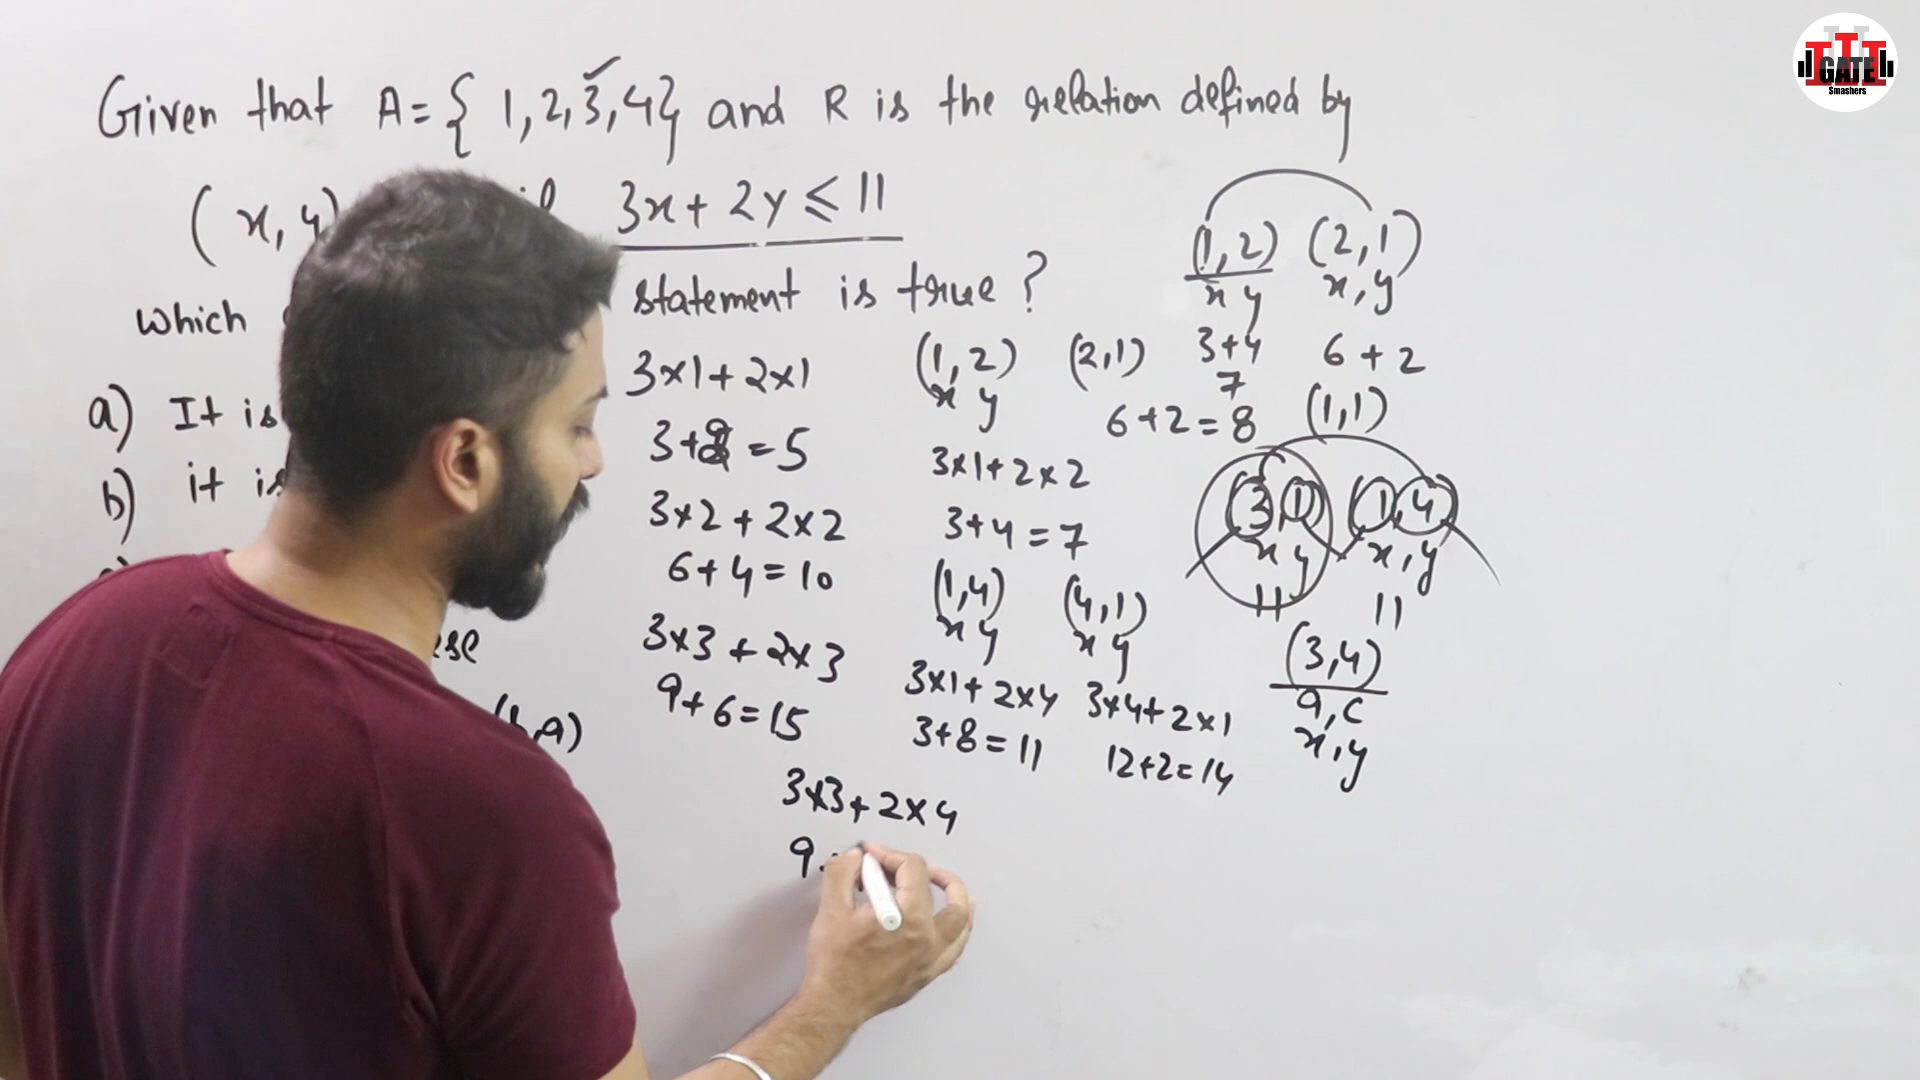 Given that A = { 1, 2, 3, 4} and R is the relation defined by
(x, y) 3x + 2y ≤ 11
Which statement is true ?
a) It is
b) it is
(b,a)
3x1 + 2x1
3+2 = 5
3x2 + 2x2
6+4 = 10
3x3 + 2x3
9+6 = 15
3x3 + 2x4
9
(1, 2) (2,1)
x y
3x1 + 2x2
3+4 = 7
(1,4) (4,1)
x y x y
3x1 + 2x4 3x4 + 2x1
3+8 = 11 12+2 = 14
(1, 2) (2, 1)
x y x, y
3+4 6 + 2
7
6+2 = 8 (1,1)
(3,1) (1,4)
x y x, y
11 11
(3,4)
a, c
x, y
GATE
Smashers